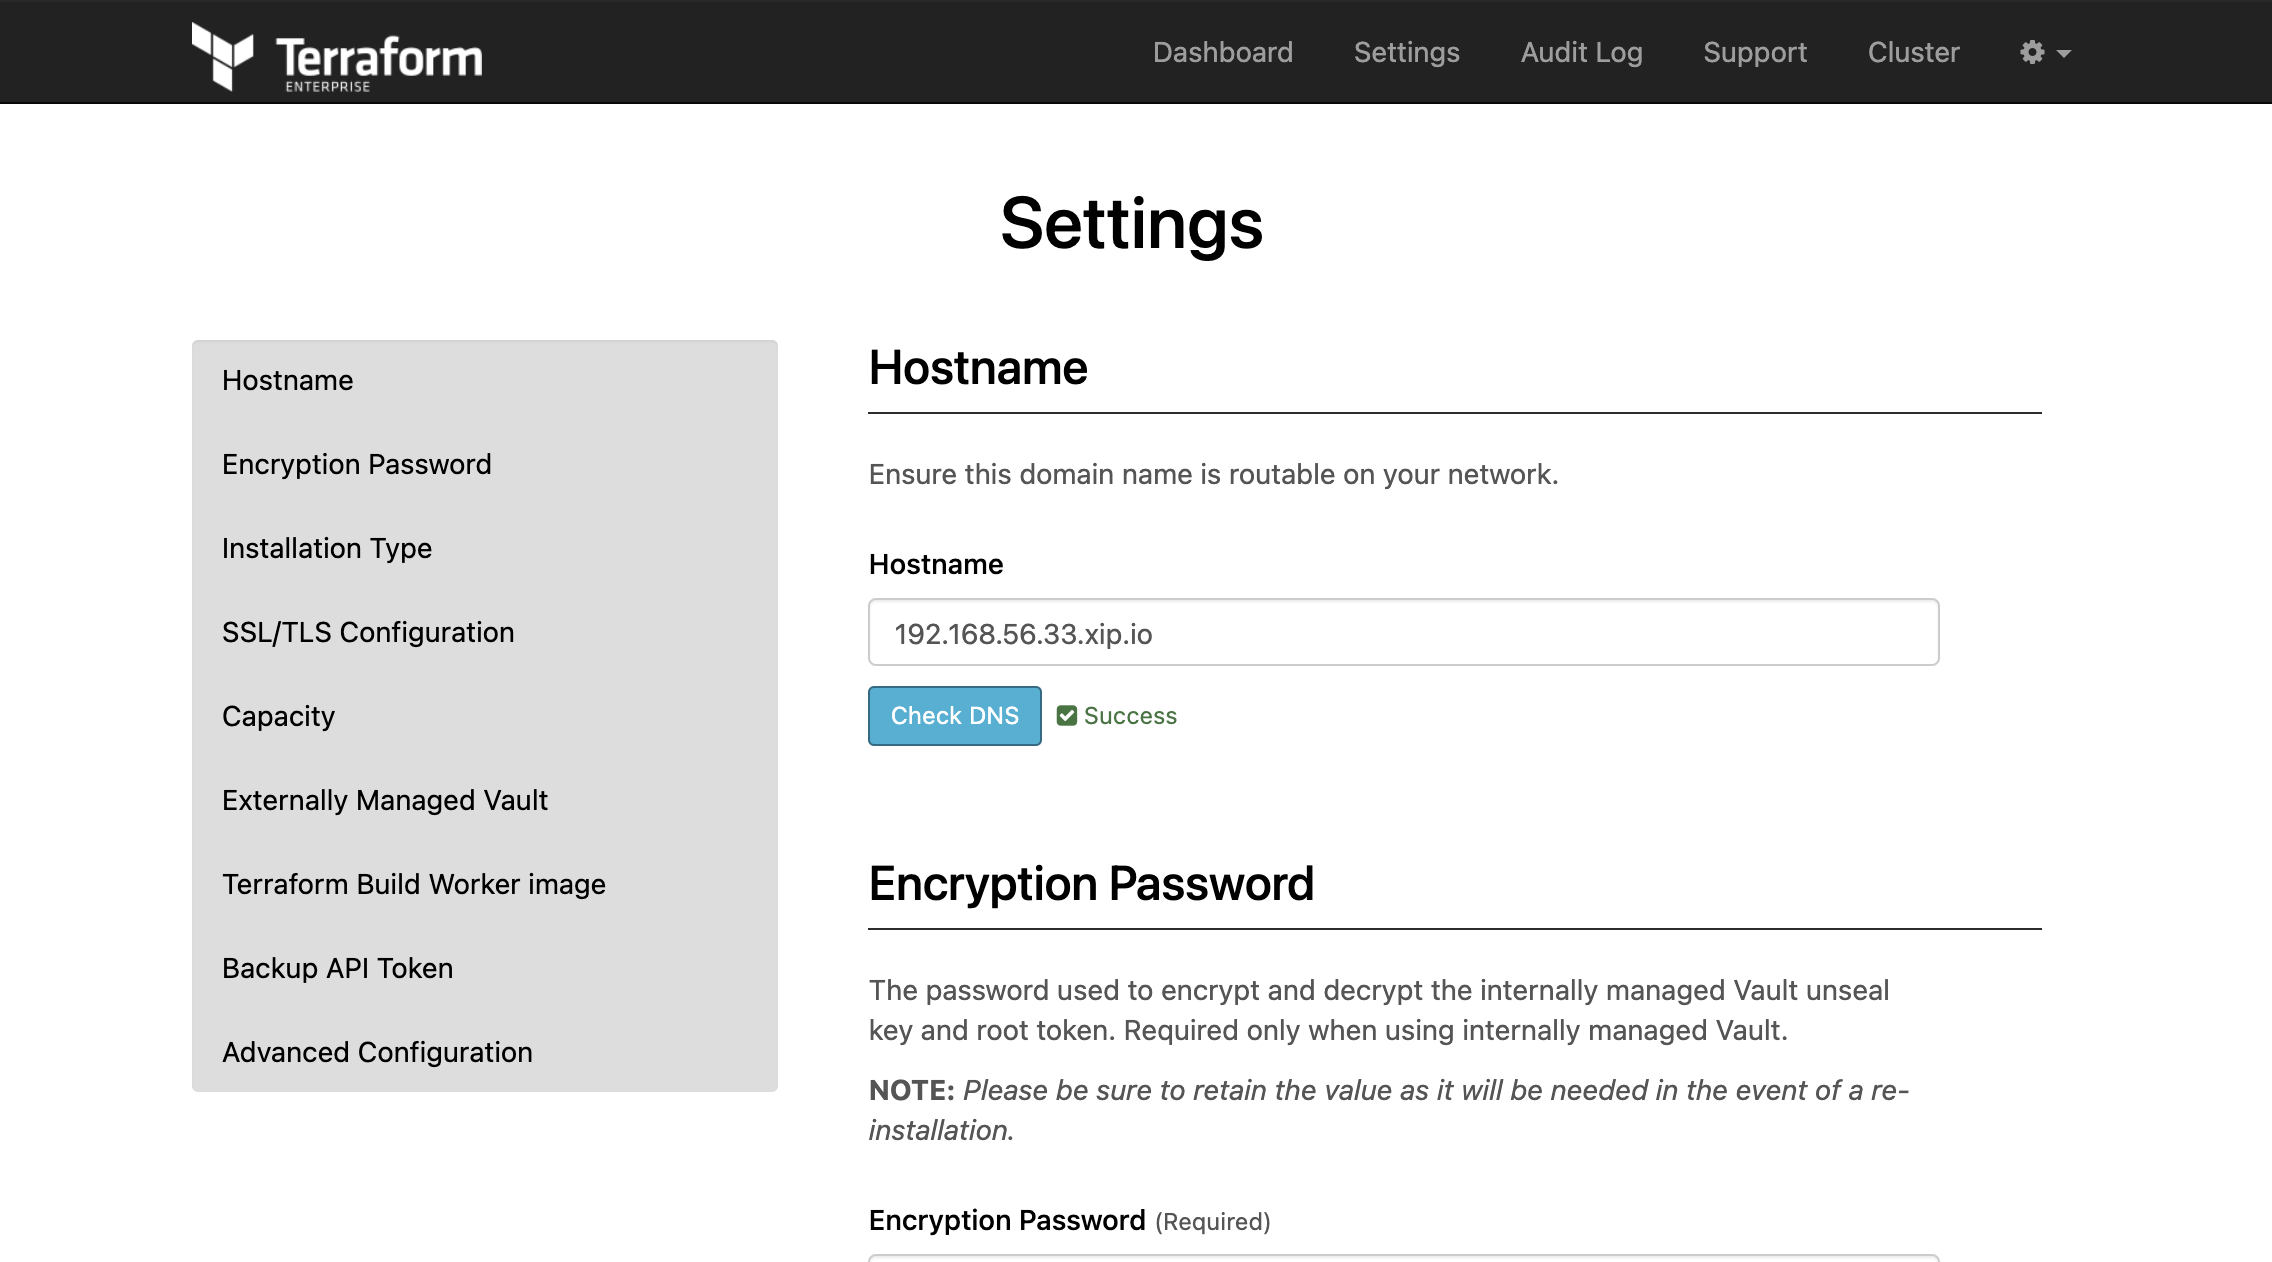 Terraform
ENTERPRISE
Dashboard
Settings
Audit Log
Support
Cluster
Settings
Hostname
Encryption Password
Installation Type
SSL/TLS Configuration
Capacity
Externally Managed Vault
Terraform Build Worker image
Backup API Token
Advanced Configuration
Hostname
Ensure this domain name is routable on your network.
Hostname
192.168.56.33.xip.io
Check DNS
Success
Encryption Password
The password used to encrypt and decrypt the internally managed Vault unseal
key and root token. Required only when using internally managed Vault.
NOTE: Please be sure to retain the value as it will be needed in the event of a re-
installation.
Encryption Password (Required)